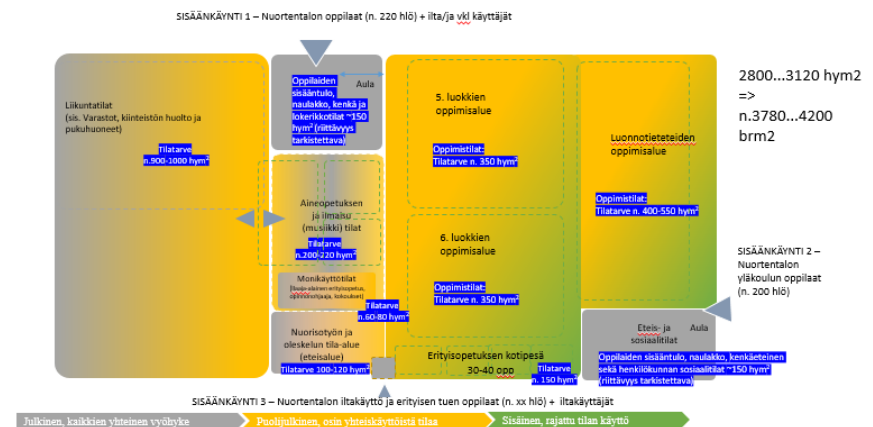 SISÄÄNKÄYNTI 1 – Nuortentalon oppilaat (n. 220 hlö) + ilta/ja vkl käyttäjät
Liikuntatilat
(sis. Varastot, kiinteistön huolto ja
pukuhuoneet)
Tilatarve
n.900-1000 hym²
Oppilaiden
sisääntulo,
naulakko, kenkä ja
lokerikkotilat ~150
hym² (riittävyys
tarkistettava)
Aula
Aineopetuksen
ja ilmaisu
(musiikki) tilat
Tilatarve
n.200-220 hym²
Monikäyttötilat
opinnonohjaaja, kokoukset)
Tilatarve
n.60-80 hym²
Nuorisotyön ja
oleskelun tila-alue
(eteisalue)
Tilatarve 100-120 hym²
5. luokkien
oppimisalue
Oppimistilat:
Tilatarve n. 350 hym²
6. luokkien
oppimisalue
Oppimistilat:
Tilatarve n. 350 hym²
Erityisopetuksen kotipesä
30-40 opp
Tilatarve
n. 150 hym²
Luonnotieteteiden
oppimisalue
Oppimistilat:
Tilatarve n. 400-550 hym²
Eteis- ja
sosiaalitilat
Aula
Oppilaiden sisääntulo, naulakko, kenkäeteinen
sekä henkilökunnan sosiaalitilat ~150 hym²
(riittävyys tarkistettava)
2800...3120 hym2
=>
n.3780...4200
brm2
SISÄÄNKÄYNTI 2 –
Nuortentalon
yläkoulun oppilaat
(n. 200 hlö)
SISÄÄNKÄYNTI 3 – Nuortentalon iltakäyttö ja erityisen tuen oppilaat (n. xx hlö) + iltakäyttäjät
Julkinen, kaikkien yhteinen vyöhyke
Puolijulkinen, osin yhteiskäyttöistä tilaa
Sisäinen, rajattu tilan käyttö